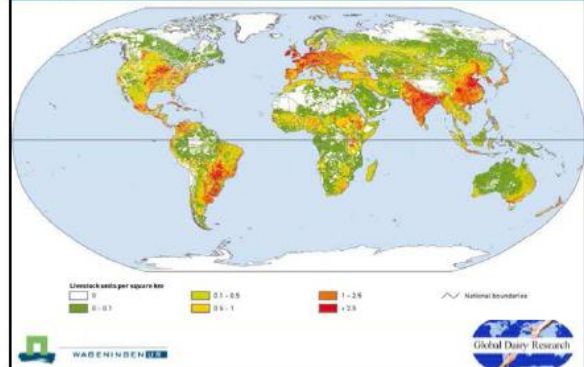 Livestock units per square km
0
0 - 0.1
0.1 - 0.5
0.5 - 1
1 - 2.5
> 2.5
National boundaries
WAGENINGEN UR
Global Dairy Research